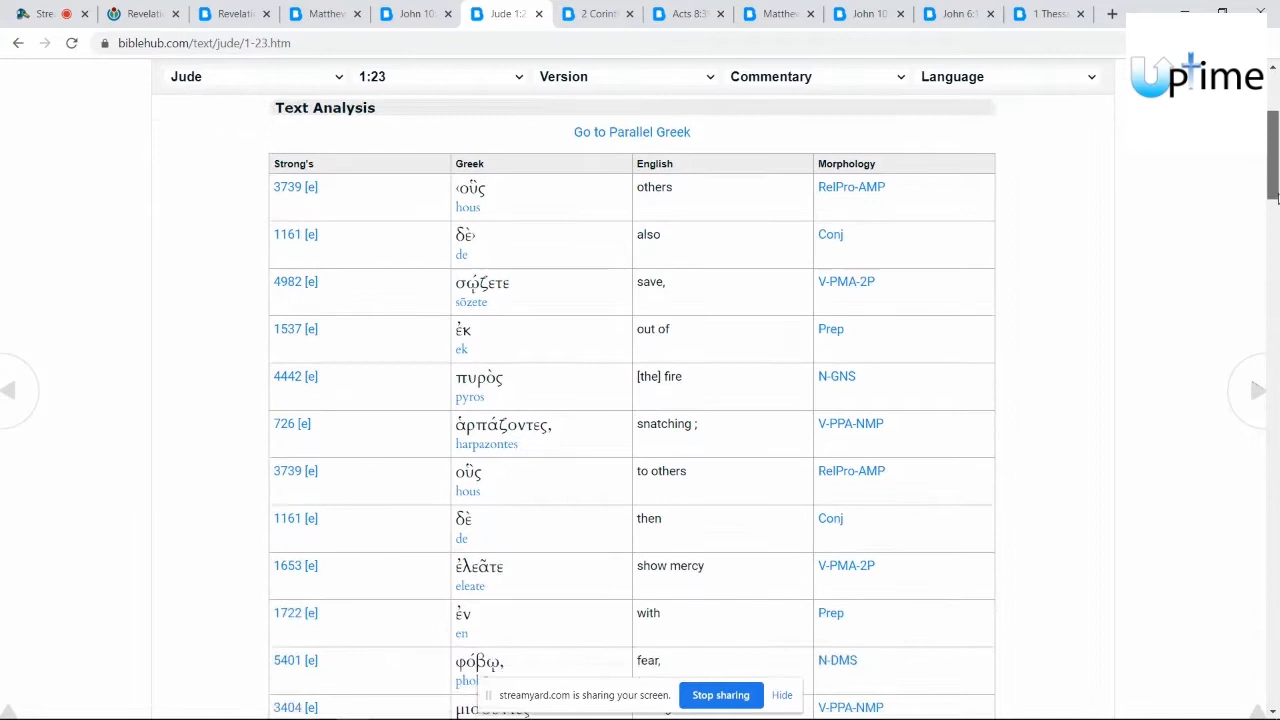 Stre
Revelati
Revelati
Matthew
John 10:
Jude 1:2
2 Corint
Acts 8:3
Matthew
John 10
John 6:1
1 Thessa
biblehub.com/text/jude/1-23.htm
Uptime
Jude 1:23 Version Commentary Language
Text Analysis
Go to Parallel Greek
Strong's Greek English Morphology
3739 [e] ‹οὓς others RelPro-AMP
hous
1161 [e] δὲ› also Conj
de
4982 [e] σῴζετε save, V-PMA-2P
sōzete
1537 [e] ἐκ out of Prep
ek
4442 [e] πυρὸς [the] fire N-GNS
pyros
726 [e] ἁρπάζοντες, snatching ; V-PPA-NMP
harpazontes
3739 [e] οὓς to others RelPro-AMP
hous
1161 [e] δὲ then Conj
de
1653 [e] ἐλεᾶτε show mercy V-PMA-2P
eleate
1722 [e] ἐν with Prep
en
5401 [e] φόβῳ, fear, N-DMS
streamyard.com is sharing your screen. Stop sharing Hide
3404 [e] V-PPA-NMP